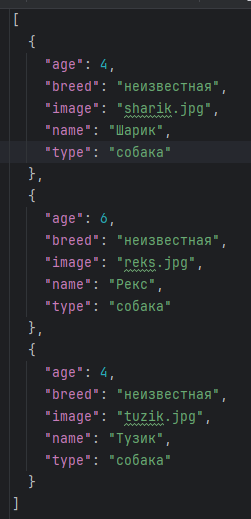 [
  {
    "age": 4,
    "breed": "неизвестная",
    "image": "sharik.jpg",
    "name": "Шарик",
    "type": "собака"
  },
  {
    "age": 6,
    "breed": "неизвестная",
    "image": "reks.jpg",
    "name": "Рекс",
    "type": "собака"
  },
  {
    "age": 4,
    "breed": "неизвестная",
    "image": "tuzik.jpg",
    "name": "Тузик",
    "type": "собака"
  }
]